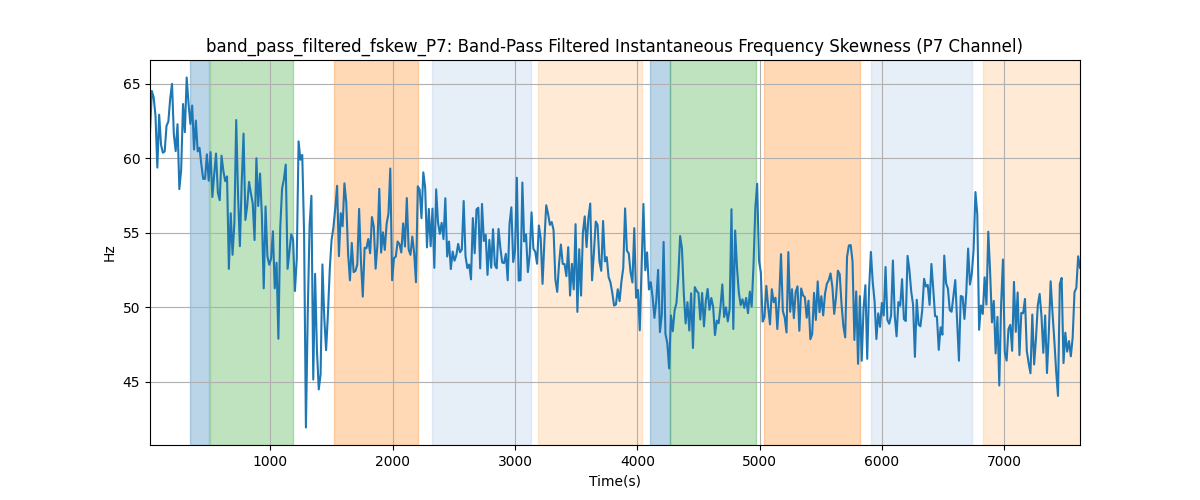 band_pass_filtered_fskew_P7: Band-Pass Filtered Instantaneous Frequency Skewness (P7 Channel)
65
60
55
50
45
Hz
1000 2000 3000 4000 5000 6000 7000
Time(s)